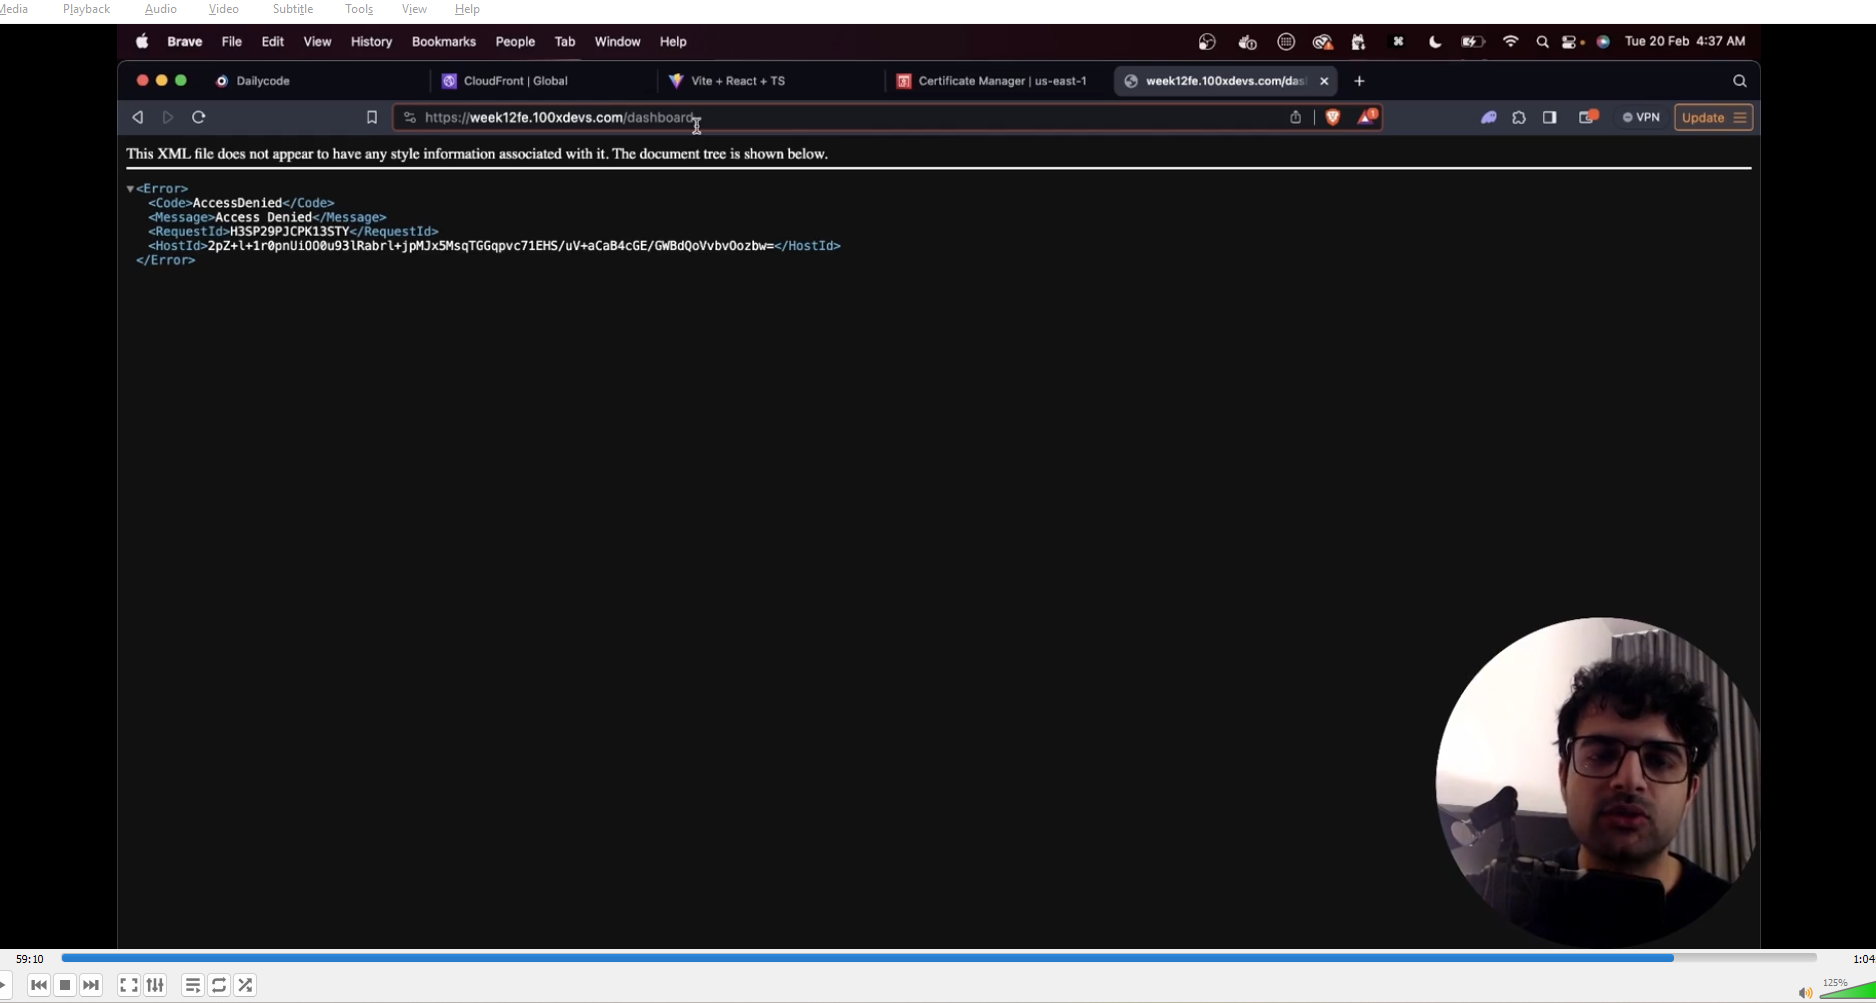 Media Playback Audio Video Subtitle Tools View Help
Brave File Edit View History Bookmarks People Tab Window Help Tue 20 Feb 4:37 AM
Dailycode CloudFront | Global Vite + React + TS Certificate Manager | us-east-1 week12fe.100xdevs.com/das
https://week12fe.100xdevs.com/dashboard 1 VPN Update
This XML file does not appear to have any style information associated with it. The document tree is shown below.
▼<Error>
<Code>AccessDenied</Code>
<Message>Access Denied</Message>
<RequestId>H3SP29PJCPK13STY</RequestId>
<HostId>2pZ+l+1r0pnUiOO0u93lRabrl+jpMJx5MsqTGGqpvc71EHS/uV+aCaB4cGE/GWBdQoVvbvOozbw=</HostId>
</Error>
59:10 1:04
125%